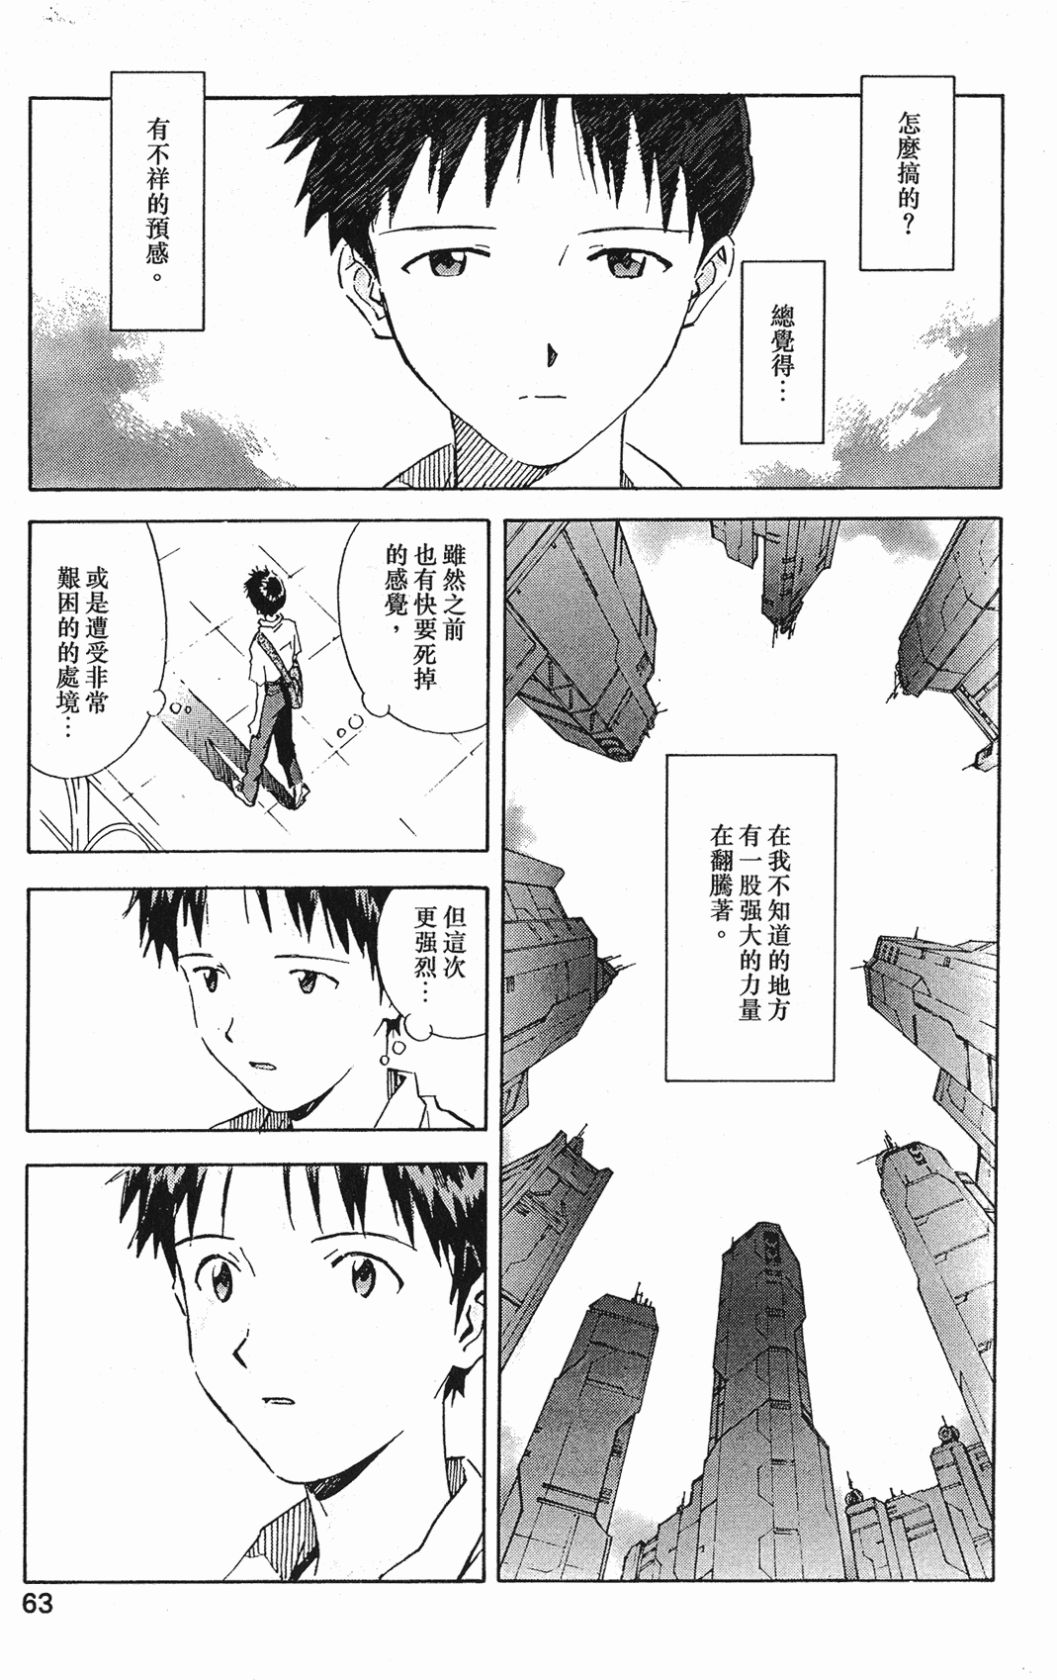 怎麼搞的？
總覺得…
有不祥的預感。
在我不知道的地方
有一股强大的力量
在翻騰著。
雖然之前
也有快要死掉
的感覺，
或是遭受非常
艱困的的處境…
但這次
更强烈…
63